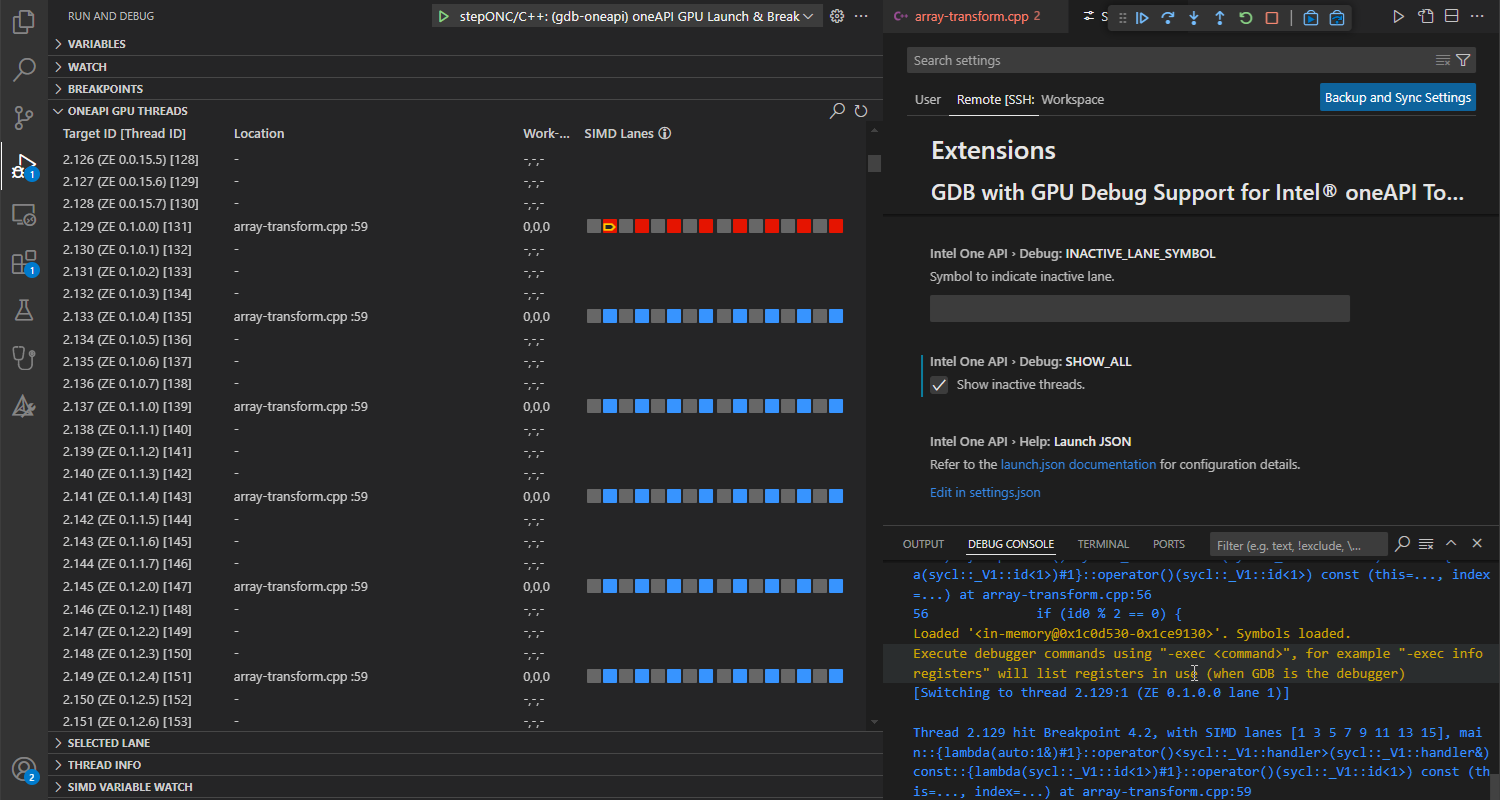 RUN AND DEBUG
stepONC/C++: (gdb-oneapi) oneAPI GPU Launch & Break
VARIABLES
WATCH
BREAKPOINTS
ONEAPI GPU THREADS
Target ID [Thread ID] Location Work-... SIMD Lanes
2.126 (ZE 0.0.15.5) [128] - -,-,-
2.127 (ZE 0.0.15.6) [129] - -,-,-
2.128 (ZE 0.0.15.7) [130] - -,-,-
2.129 (ZE 0.1.0.0) [131] array-transform.cpp :59 0,0,0
2.130 (ZE 0.1.0.1) [132] - -,-,-
2.131 (ZE 0.1.0.2) [133] - -,-,-
2.132 (ZE 0.1.0.3) [134] - -,-,-
2.133 (ZE 0.1.0.4) [135] array-transform.cpp :59 0,0,0
2.134 (ZE 0.1.0.5) [136] - -,-,-
2.135 (ZE 0.1.0.6) [137] - -,-,-
2.136 (ZE 0.1.0.7) [138] - -,-,-
2.137 (ZE 0.1.1.0) [139] array-transform.cpp :59 0,0,0
2.138 (ZE 0.1.1.1) [140] - -,-,-
2.139 (ZE 0.1.1.2) [141] - -,-,-
2.140 (ZE 0.1.1.3) [142] - -,-,-
2.141 (ZE 0.1.1.4) [143] array-transform.cpp :59 0,0,0
2.142 (ZE 0.1.1.5) [144] - -,-,-
2.143 (ZE 0.1.1.6) [145] - -,-,-
2.144 (ZE 0.1.1.7) [146] - -,-,-
2.145 (ZE 0.1.2.0) [147] array-transform.cpp :59 0,0,0
2.146 (ZE 0.1.2.1) [148] - -,-,-
2.147 (ZE 0.1.2.2) [149] - -,-,-
2.148 (ZE 0.1.2.3) [150] - -,-,-
2.149 (ZE 0.1.2.4) [151] array-transform.cpp :59 0,0,0
2.150 (ZE 0.1.2.5) [152] - -,-,-
2.151 (ZE 0.1.2.6) [153] - -,-,-
SELECTED LANE
THREAD INFO
SIMD VARIABLE WATCH
1
1
2
array-transform.cpp 2
S
Search settings
User Remote [SSH: Workspace
Backup and Sync Settings
Extensions
GDB with GPU Debug Support for Intel® oneAPI To...
Intel One API › Debug: INACTIVE_LANE_SYMBOL
Symbol to indicate inactive lane.
Intel One API › Debug: SHOW_ALL
Show inactive threads.
Intel One API › Help: Launch JSON
Refer to the launch.json documentation for configuration details.
Edit in settings.json
OUTPUT DEBUG CONSOLE TERMINAL PORTS
Filter (e.g. text, !exclude, \...
a(sycl::_V1::id<1>)#1}::operator()(sycl::_V1::id<1>) const (this=..., index
=...) at array-transform.cpp:56
56 if (id0 % 2 == 0) {
Loaded '<in-memory@0x1c0d530-0x1ce9130>'. Symbols loaded.
Execute debugger commands using "-exec <command>", for example "-exec info
registers" will list registers in use (when GDB is the debugger)
[Switching to thread 2.129:1 (ZE 0.1.0.0 lane 1)]
Thread 2.129 hit Breakpoint 4.2, with SIMD lanes [1 3 5 7 9 11 13 15], mai
n::{lambda(auto:1&)#1}::operator()<sycl::_V1::handler>(sycl::_V1::handler&)
const::{lambda(sycl::_V1::id<1>)#1}::operator()(sycl::_V1::id<1>) const (th
is=..., index=...) at array-transform.cpp:59